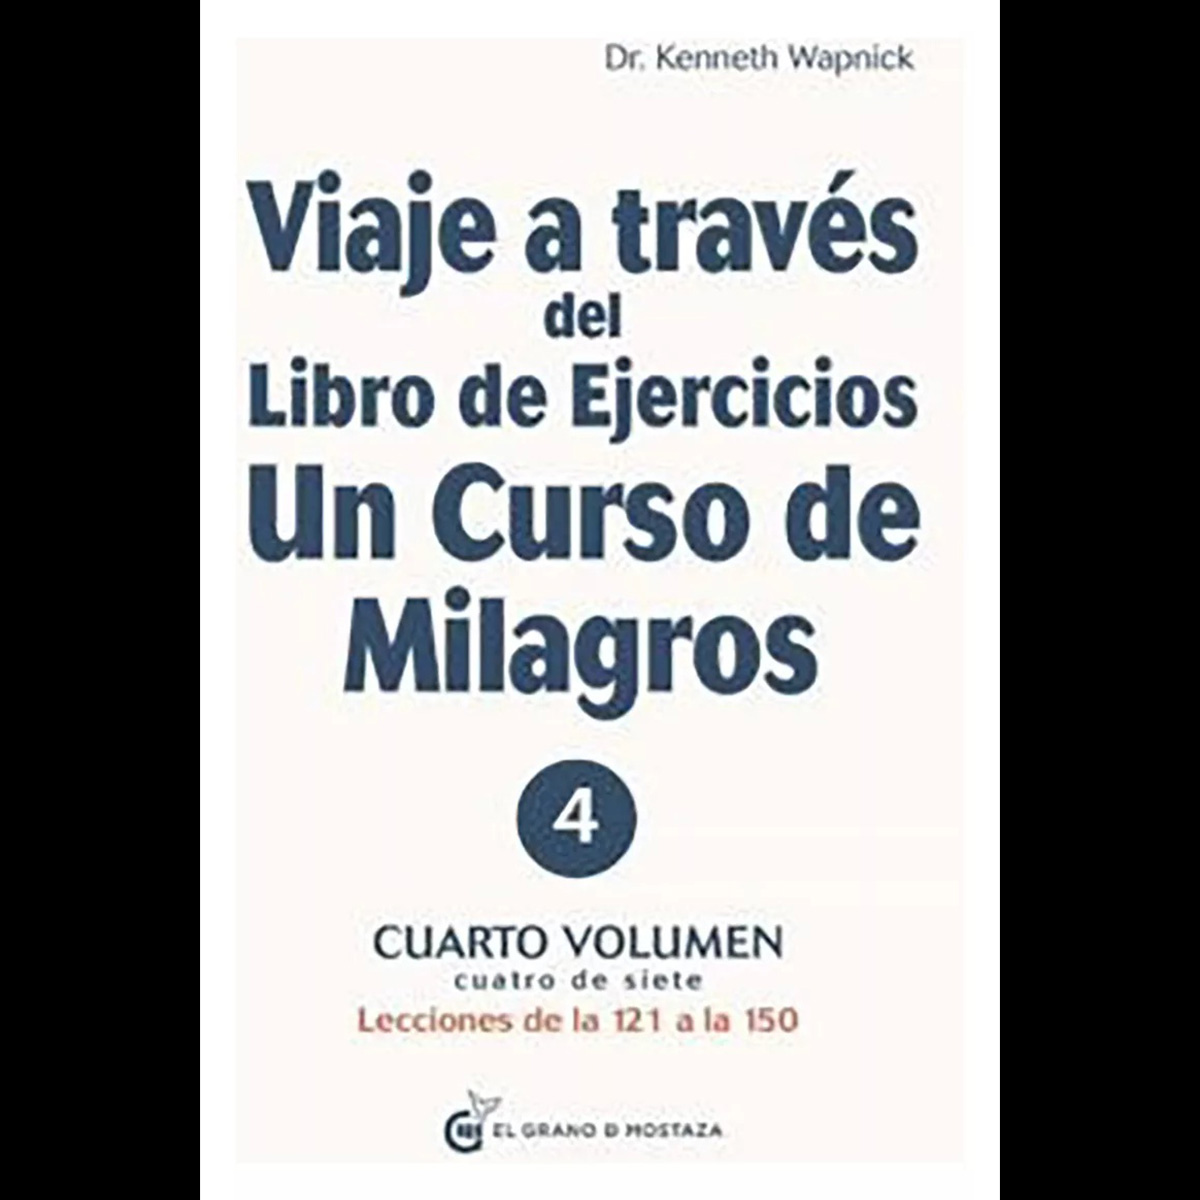 Dr. Kenneth Wapnick
Viaje a través
del
Libro de Ejercicios
Un Curso de
Milagros
4
CUARTO VOLUMEN
cuatro de siete
Lecciones de la 121 a la 150
EL GRANO D MOSTAZA